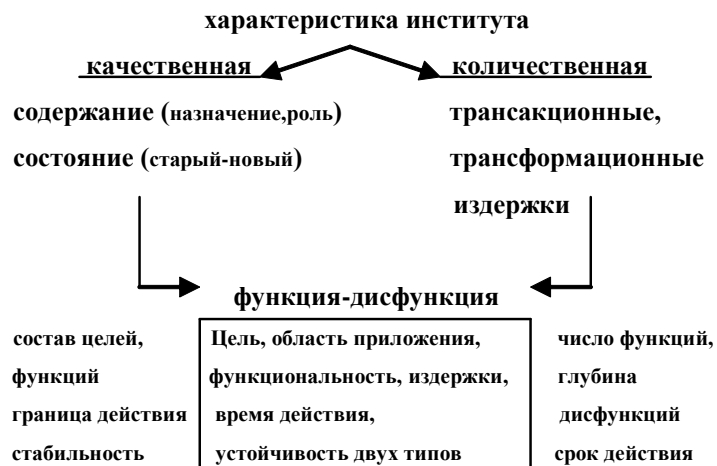 характеристика института
качественная количественная
содержание (назначение,роль) трансакционные,
состояние (старый-новый) трансформационные
издержки
функция-дисфункция
состав целей, Цель, область приложения, число функций,
функций функциональность, издержки, глубина
граница действия время действия, дисфункций
стабильность устойчивость двух типов срок действия